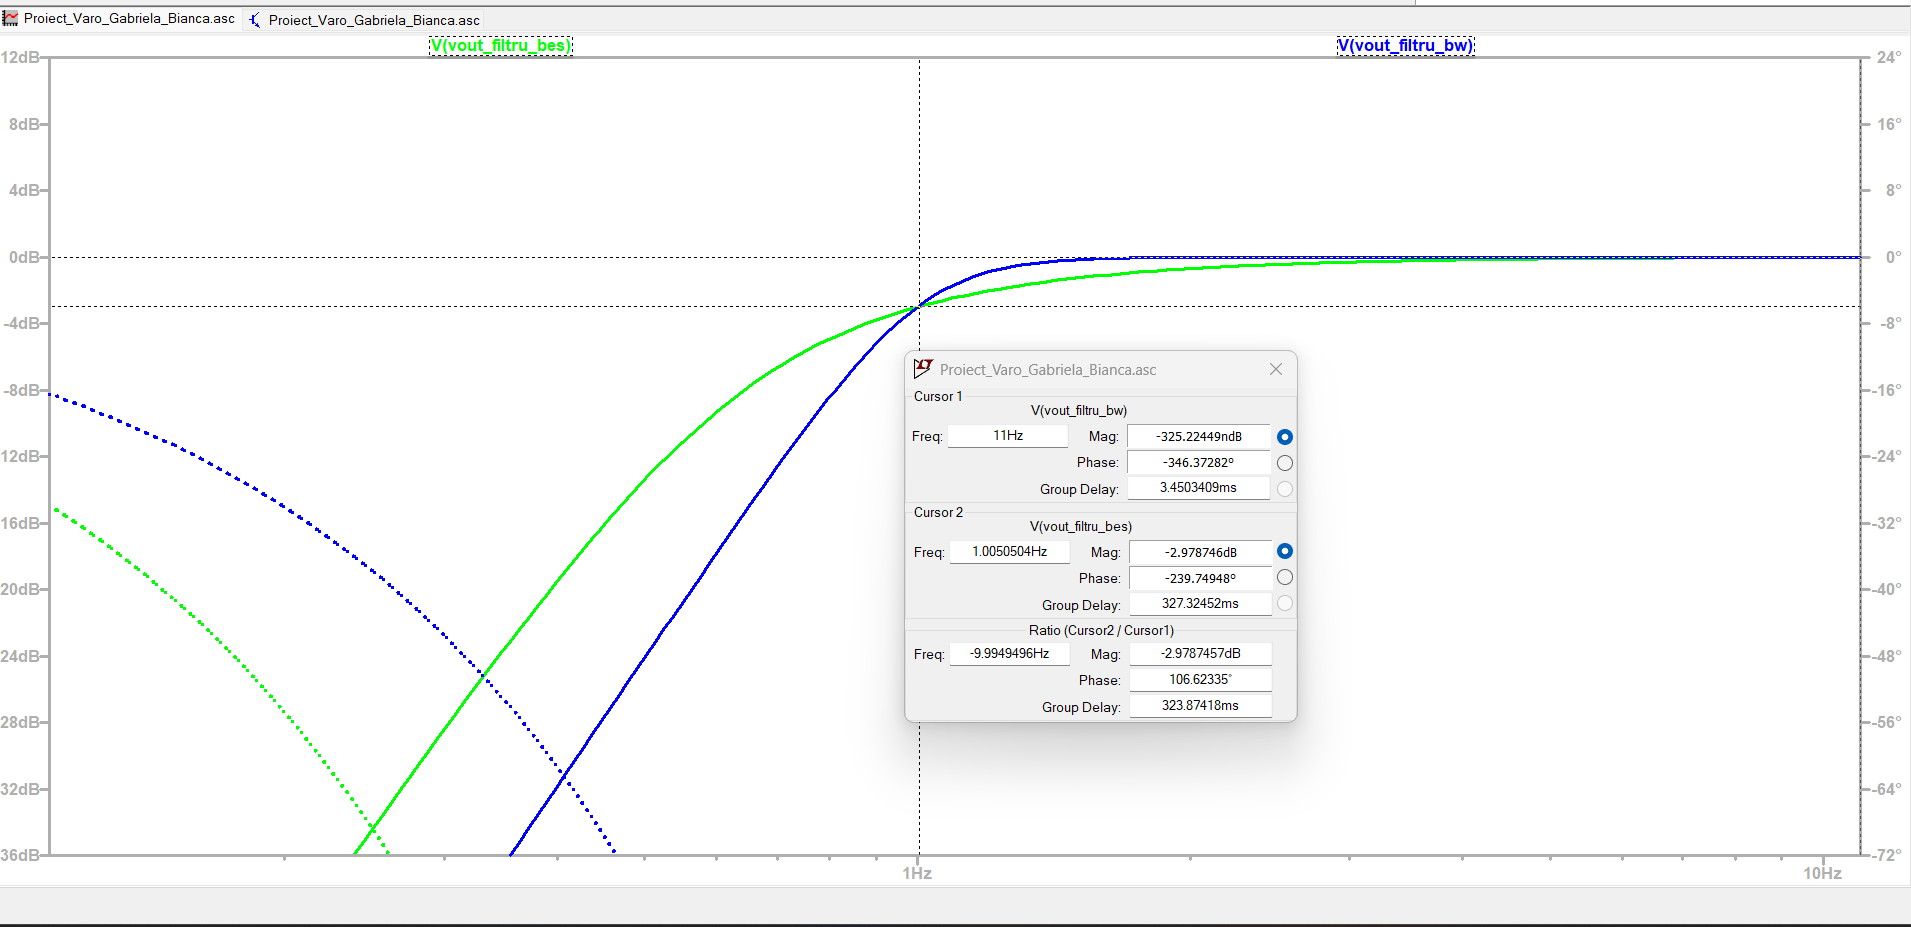 Proiect_Varo_Gabriela_Bianca.asc Proiect_Varo_Gabriela_Bianca.asc
V(vout_filtru_bes) V(vout_filtru_bw)
12dB 24°
8dB 16°
4dB 8°
0dB 0°
-4dB -8°
-8dB -16°
12dB -24°
16dB -32°
20dB -40°
24dB -48°
28dB -56°
32dB -64°
36dB -72°
1Hz 10Hz
Proiect_Varo_Gabriela_Bianca.asc
Cursor 1
V(vout_filtru_bw)
Freq: 11Hz Mag: -325.22449ndB
Phase: -346.37282°
Group Delay: 3.4503409ms
Cursor 2
V(vout_filtru_bes)
Freq: 1.0050504Hz Mag: -2.978746dB
Phase: -239.74948°
Group Delay: 327.32452ms
Ratio (Cursor2 / Cursor1)
Freq: -9.9949496Hz Mag: -2.9787457dB
Phase: 106.62335°
Group Delay: 323.87418ms